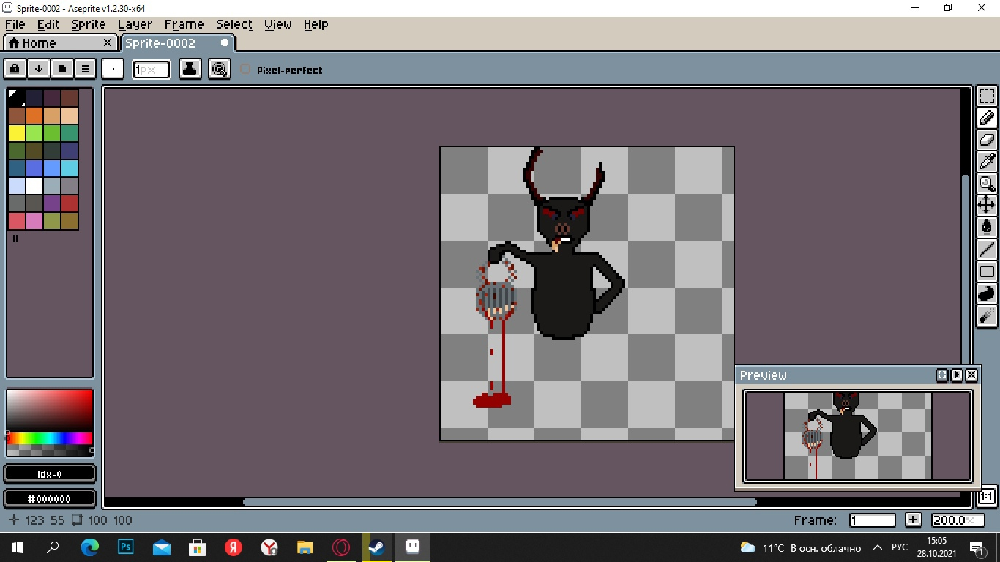 Sprite-0002 - Aseprite v1.2.30-x64
File Edit Sprite Layer Frame Select View Help
Home Sprite-0002
1px Pixel-perfect
Preview
Idx-0
#000000
1:1
123 55 100 100 Frame: 1 200.0%
Ps Я Y 11°C В осн. облачно РУС 15:05
28.10.2021
1